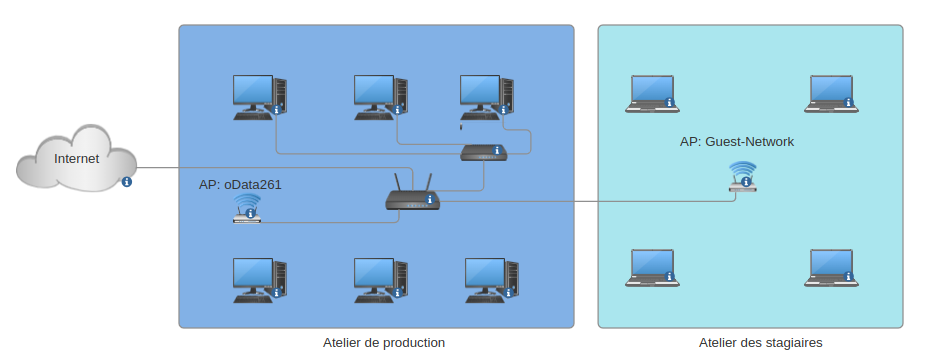 Internet
AP: oData261
AP: Guest-Network
Atelier de production
Atelier des stagiaires